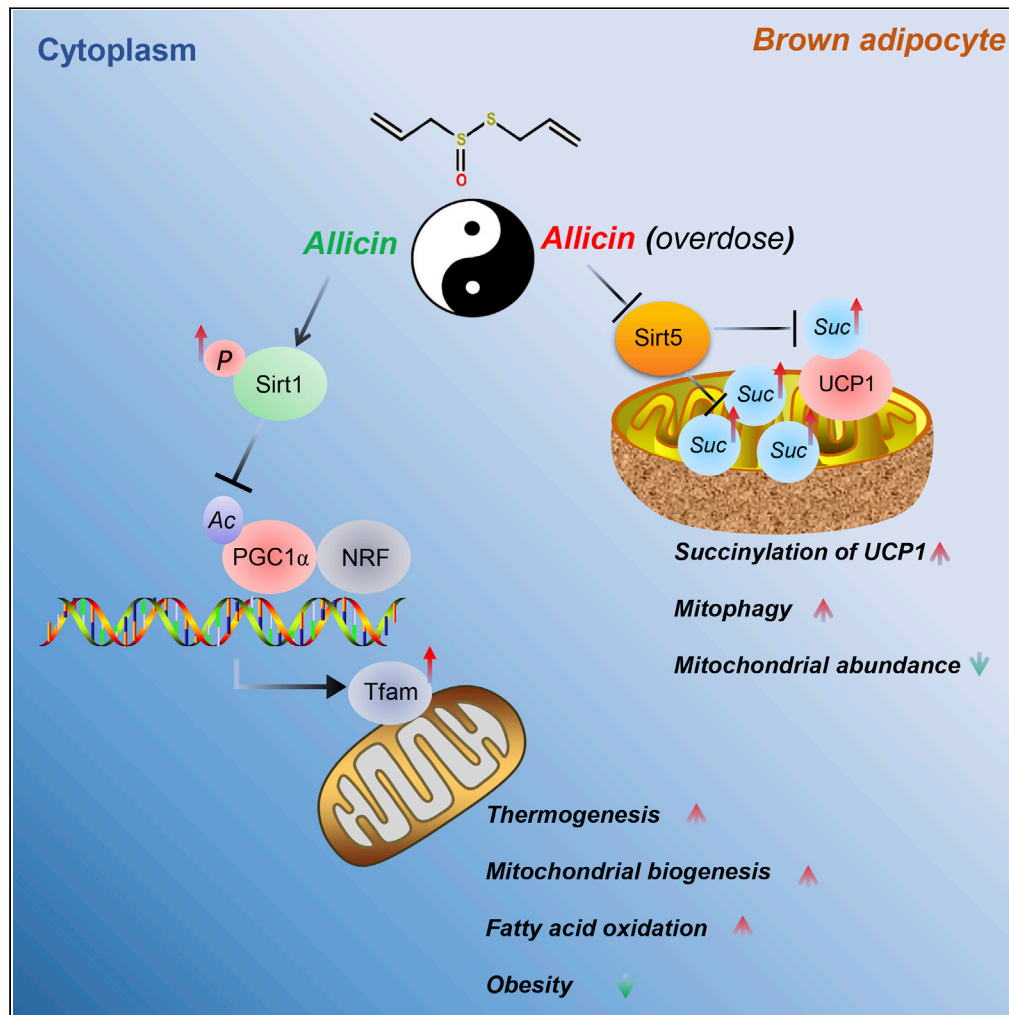 Cytoplasm
Brown adipocyte
S
S
O
Allicin
Allicin (overdose)
P
Sirt1
Sirt5
Suc
UCP1
Suc
Suc
Suc
Ac
PGC1α
NRF
Succinylation of UCP1
Mitophagy
Mitochondrial abundance
Tfam
Thermogenesis
Mitochondrial biogenesis
Fatty acid oxidation
Obesity